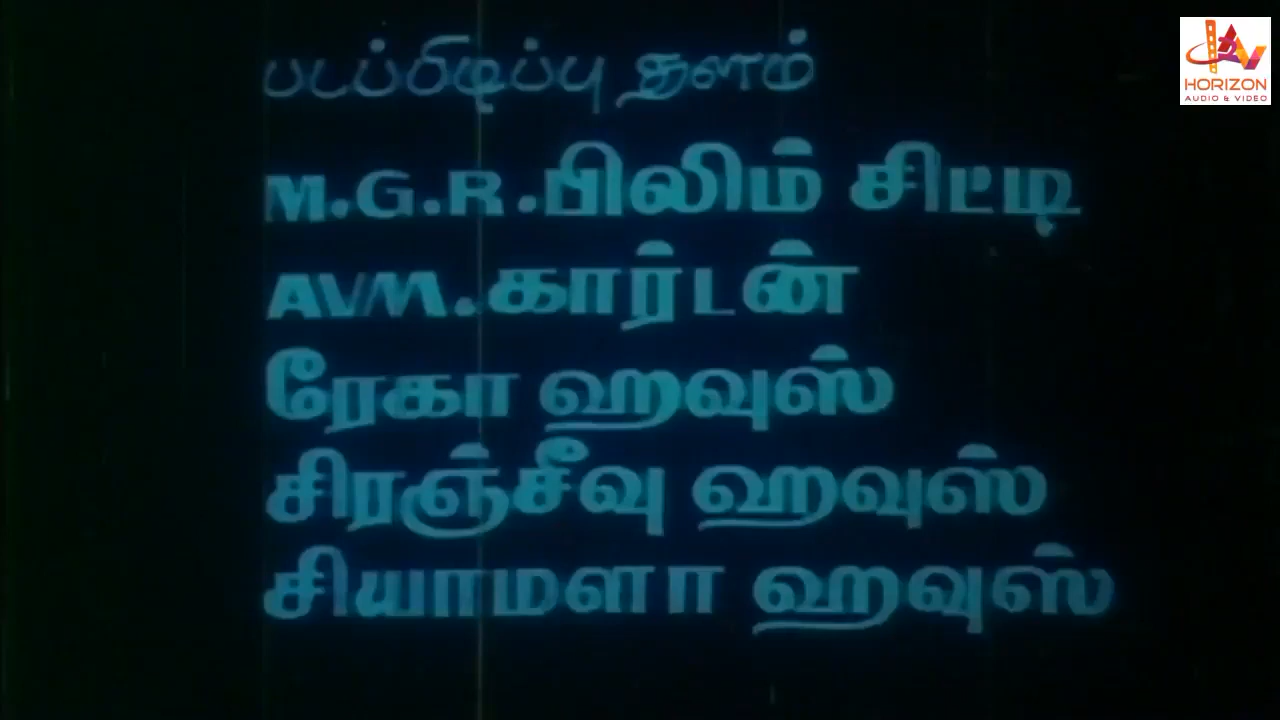 படப்பிடிப்பு தளம்
M.G.R.பிலிம் சிட்டி
AVM.கார்டன்
ரேகா ஹவுஸ்
சிரஞ்சீவு ஹவுஸ்
சியாமளா ஹவுஸ்
HORIZON
AUDIO & VIDEO